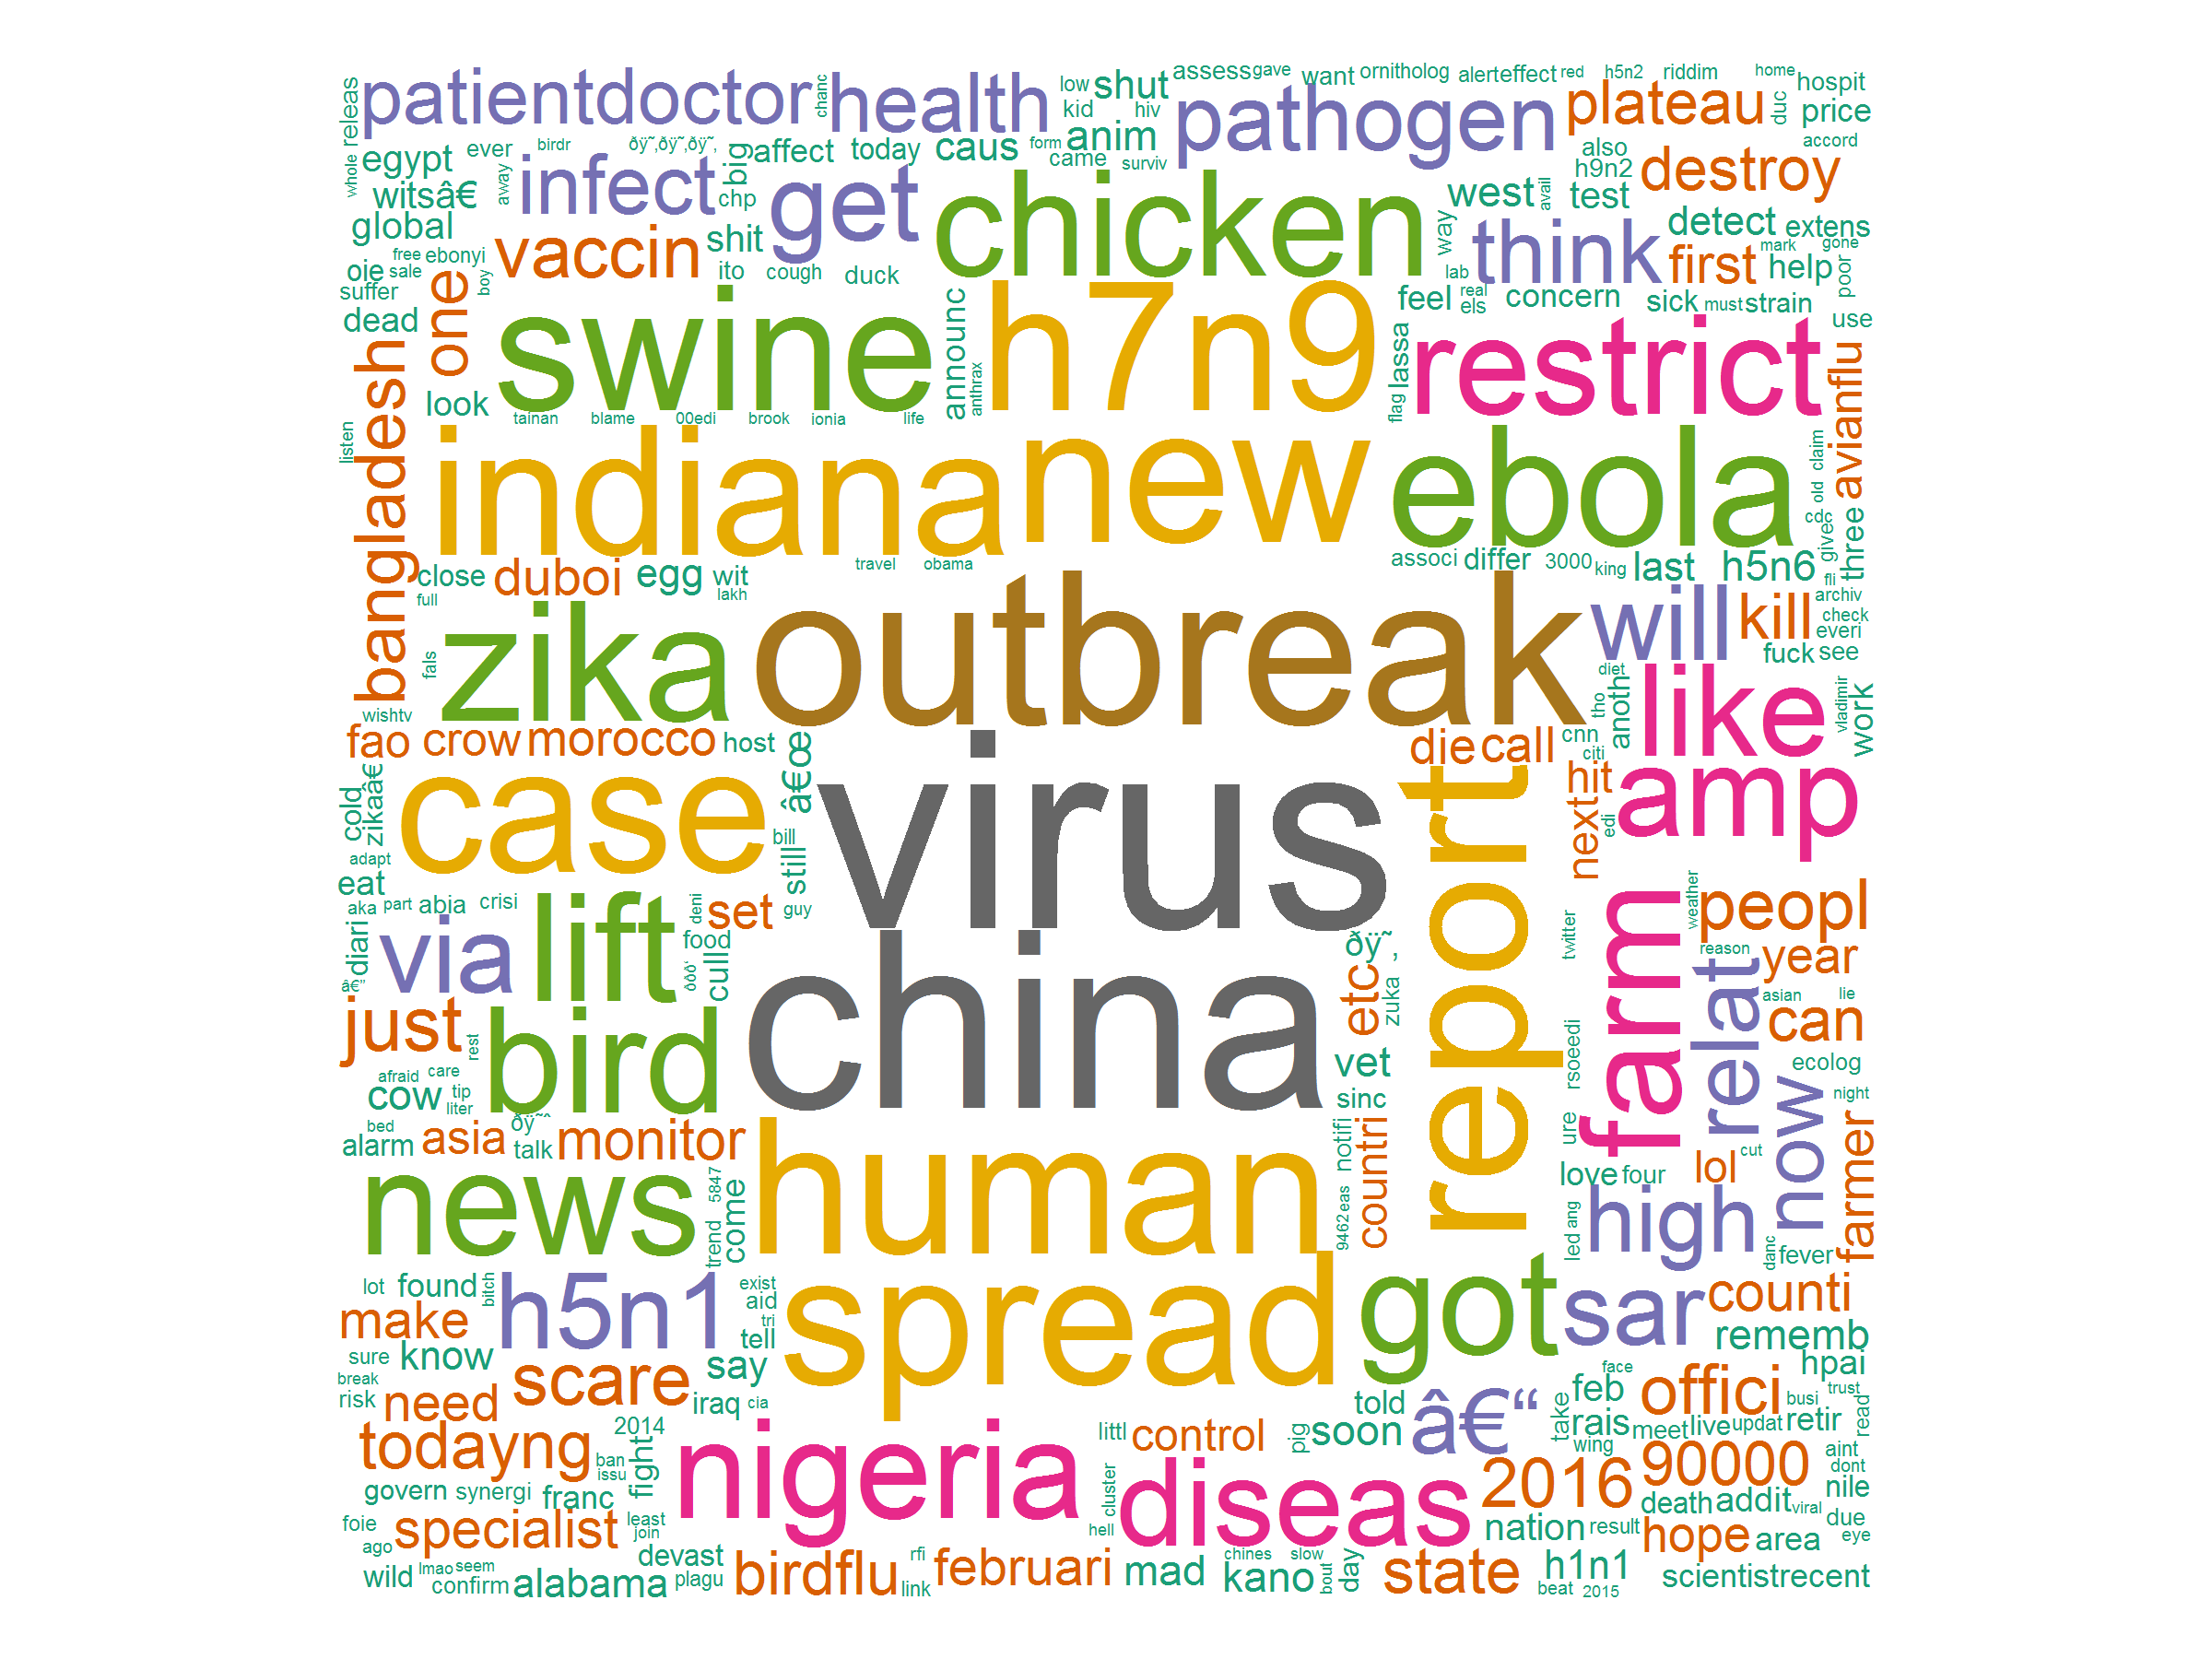 releas patientdoctor chanc health low shut assess gave want ornitholog alert effect red h5n2 riddim home hospit
kid hiv pathogen plateau duc price
whole egypt ever birdr ðÿ˜‚ðÿ˜‚ðÿ˜‚ big affect today caus form anim came surviv also accord
witsâ€ away infect chp get chicken west avail h9n2 test destroy
global vaccin shit way think detect extens
free ebonyi first mark gone help poor
oie sale one boy ito cough duck lab feel real els concern sick must strain
suffer swine announc h7n9 restrict use
dead anthrax flag lassa avianflu
bangladesh look tainan blame 00edi brook ionia life
listen indiana new ebola old claim cdc
close duboi egg wit lakh travel obama associ differ 3000 king last h5n6 give three fli
full zika outbreak will kill archiv check everi
fals fuck see
wishtv like diet tho anoth vladimir work
fao crow morocco host â€œ die call cnn citi
cold zikaâ€ case virus report hit amp
adapt bill next edi
eat still
aka part abia crisi lift deni set guy farm weather peopl
diari via food cull ðÿ˜‚ twitter reason year
â€” ððð‘ china etc zuka relat asian lie
just rest bird can
afraid care vet rsoeedi ecolog
cow tip liter sinc now night
bed ðÿ˜ˆ
alarm asia talk monitor human notifi countri ure lol cut farmer
news 5847 love four
trend come 9462 eas led ang high danc fever
lot found bitch h5n1 exist spread got sar counti
make aid tri rememb
sure know tell
break scare say face hpai
risk need iraq cia told â€“ feb offici busi trust
todayng 2014 nigeria littl control pig soon take rais meet live updat retir read
ban issu fight wing aint
govern synergi franc cluster diseas 2016 90000 dont nile
death addit viral
foie specialist least join hell nation result hope area due eye
ago devast rfi chines slow
wild lmao seem confirm alabama plagu birdflu link februari mad kano bout day state h1n1 beat 2015 scientist recent